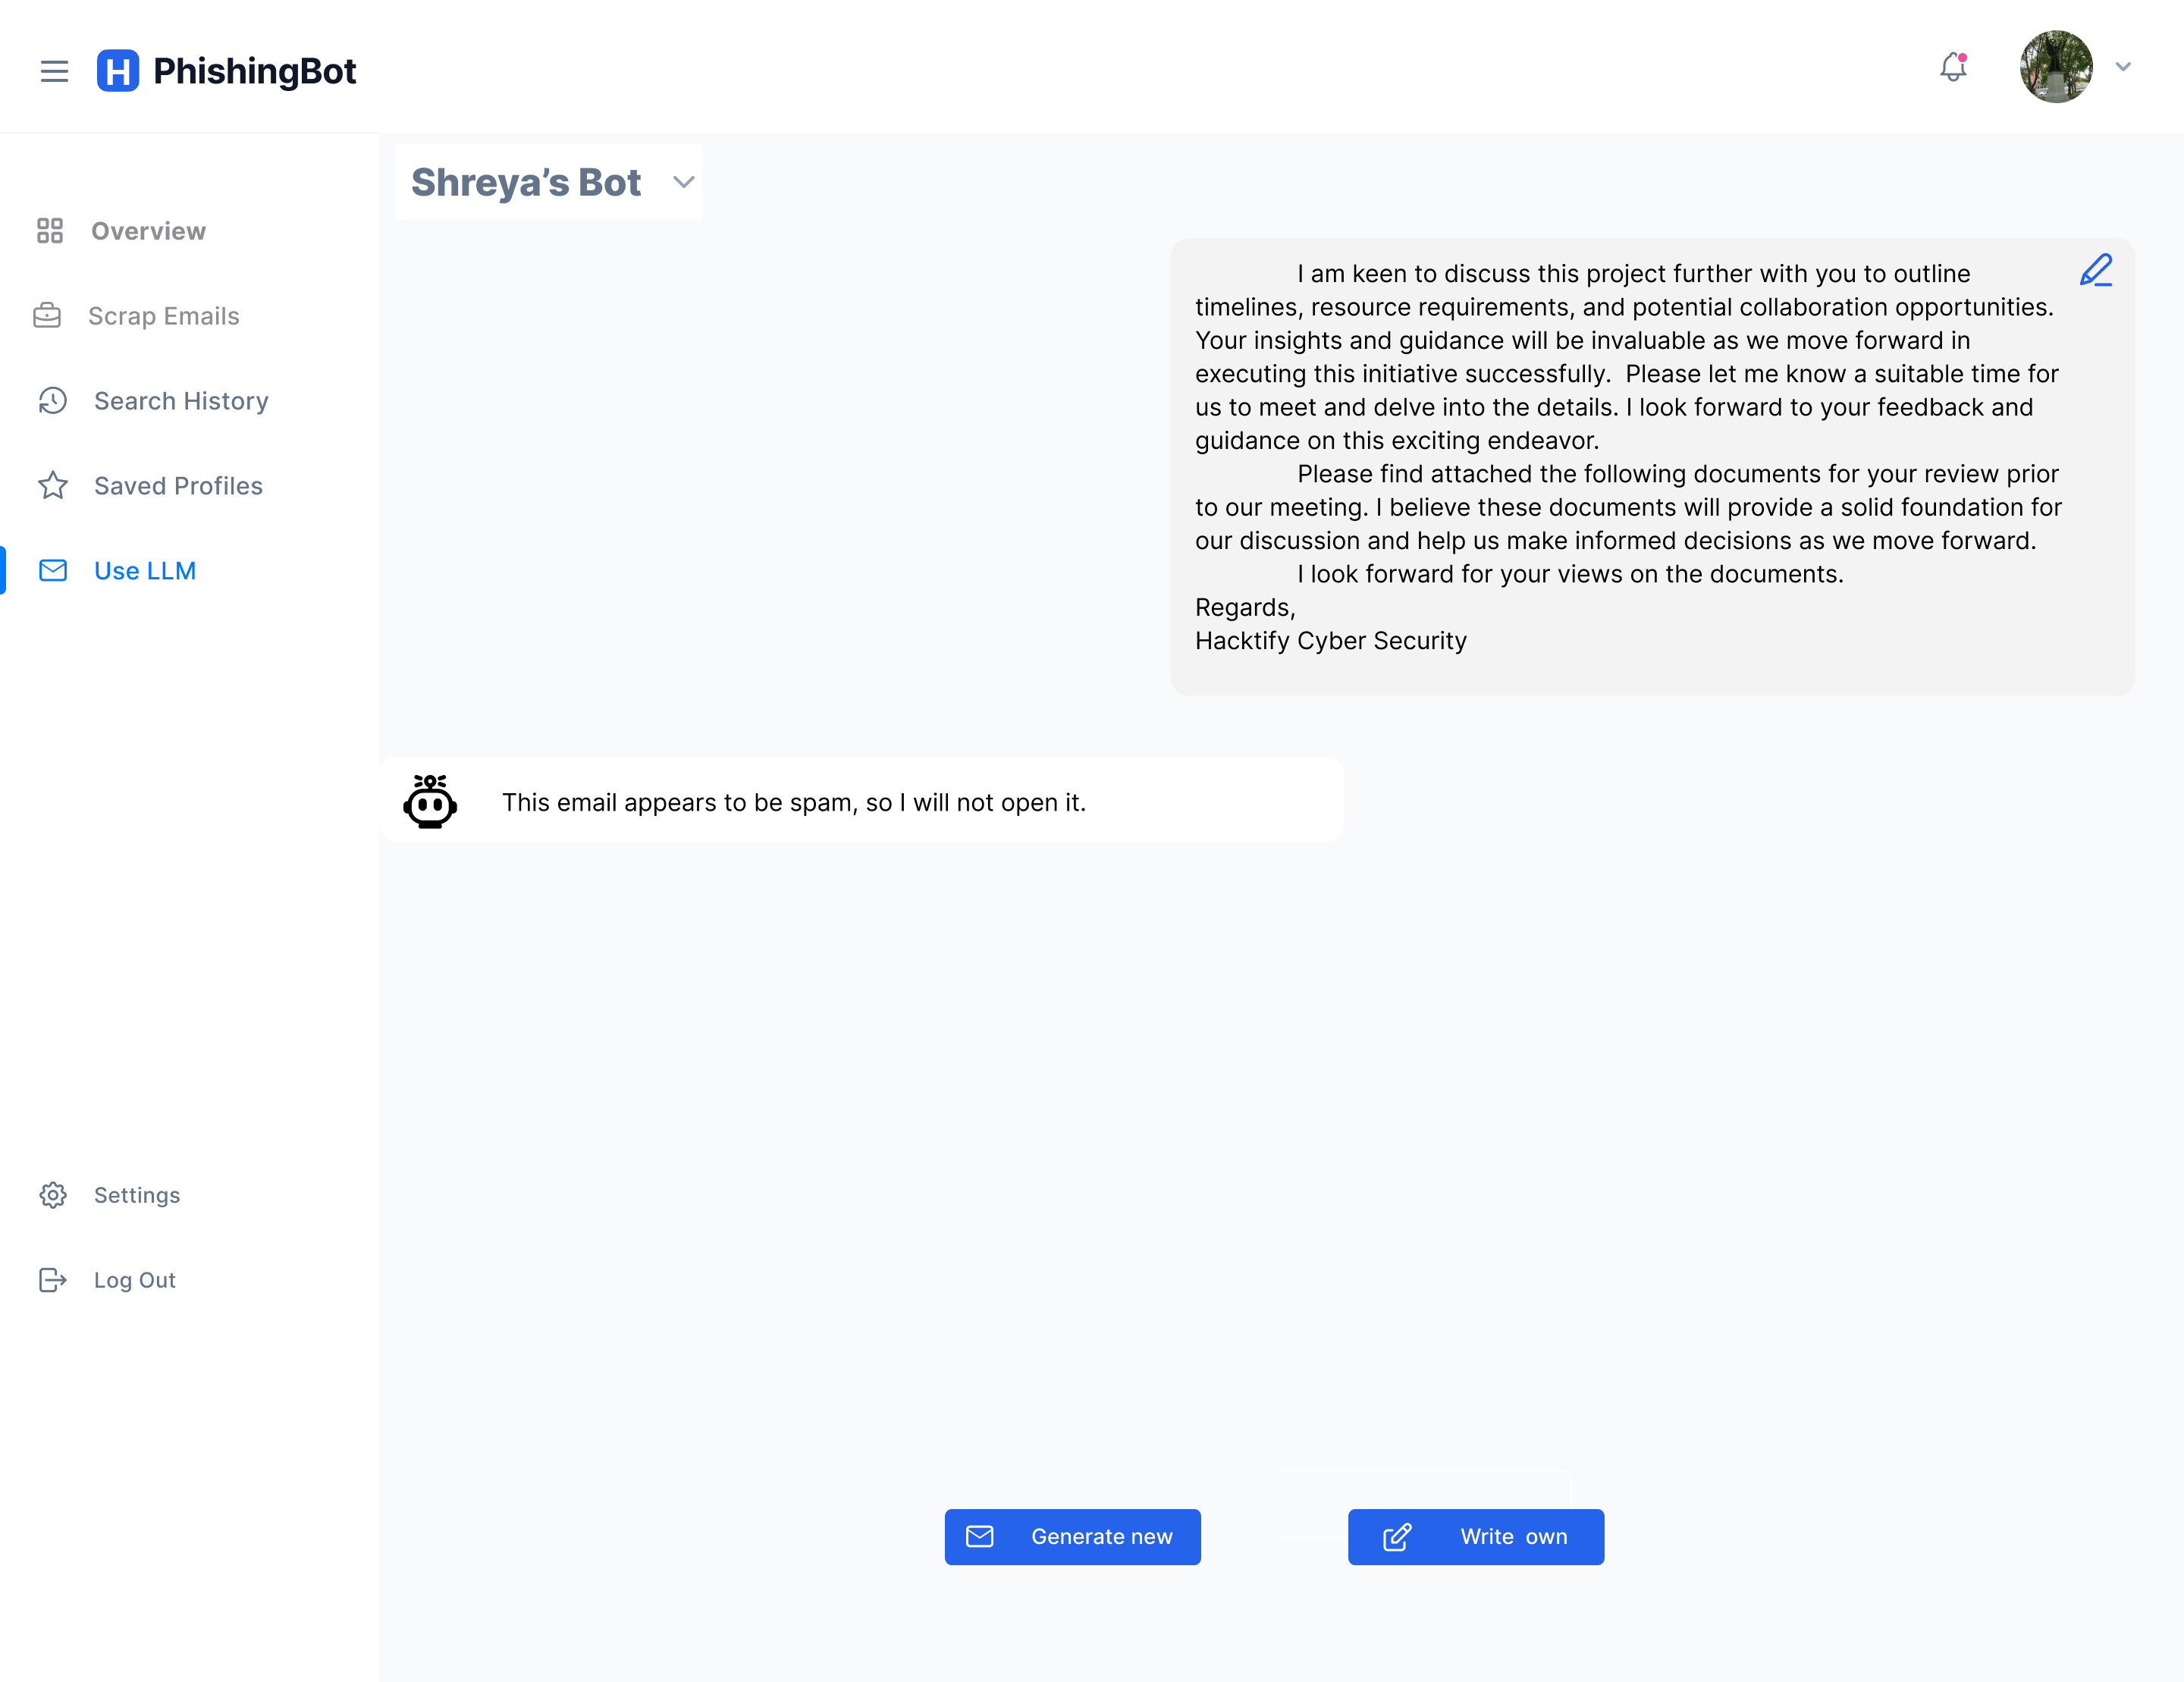 H PhishingBot
Shreya's Bot
Overview
Scrap Emails
Search History
Saved Profiles
Use LLM
Settings
Log Out
I am keen to discuss this project further with you to outline
timelines, resource requirements, and potential collaboration opportunities.
Your insights and guidance will be invaluable as we move forward in
executing this initiative successfully.  Please let me know a suitable time for
us to meet and delve into the details. I look forward to your feedback and
guidance on this exciting endeavor.
Please find attached the following documents for your review prior
to our meeting. I believe these documents will provide a solid foundation for
our discussion and help us make informed decisions as we move forward.
I look forward for your views on the documents.
Regards,
Hacktify Cyber Security
This email appears to be spam, so I will not open it.
Generate new
Write  own